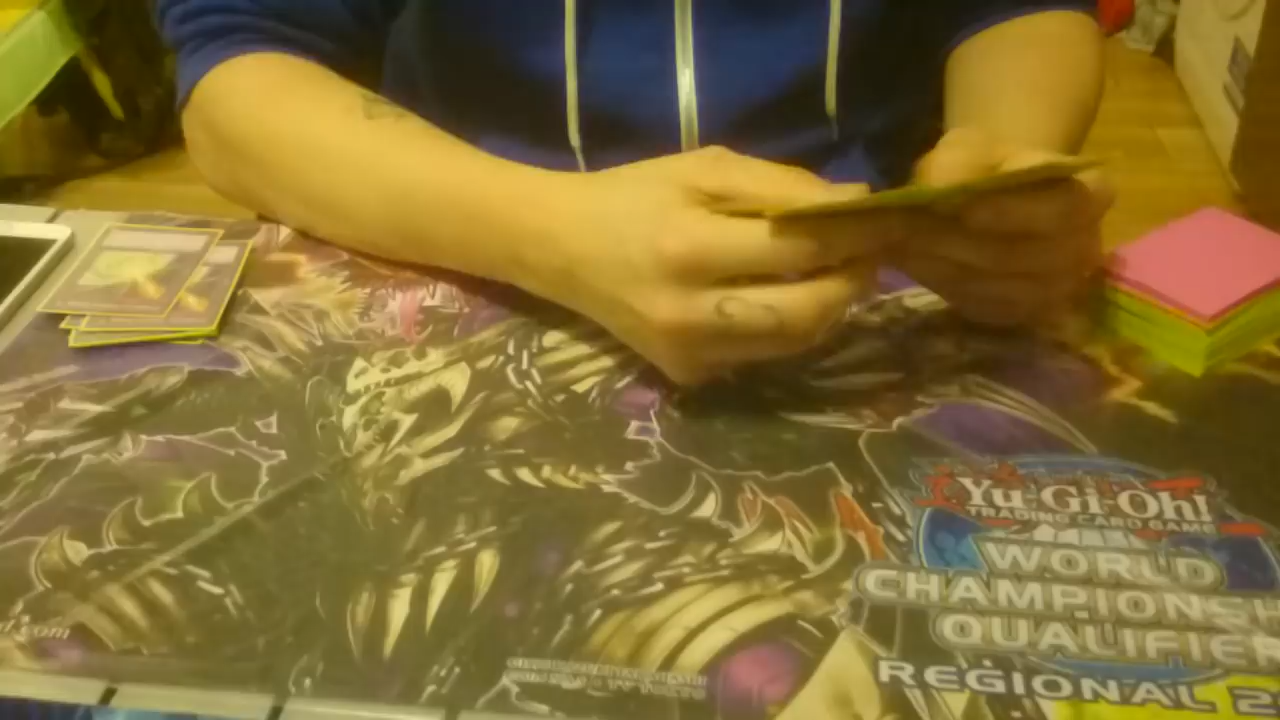 Yu-Gi-Oh!
TRADING CARD GAME
WORLD
CHAMPIONSH
QUALIFIER
REGIONAL 2